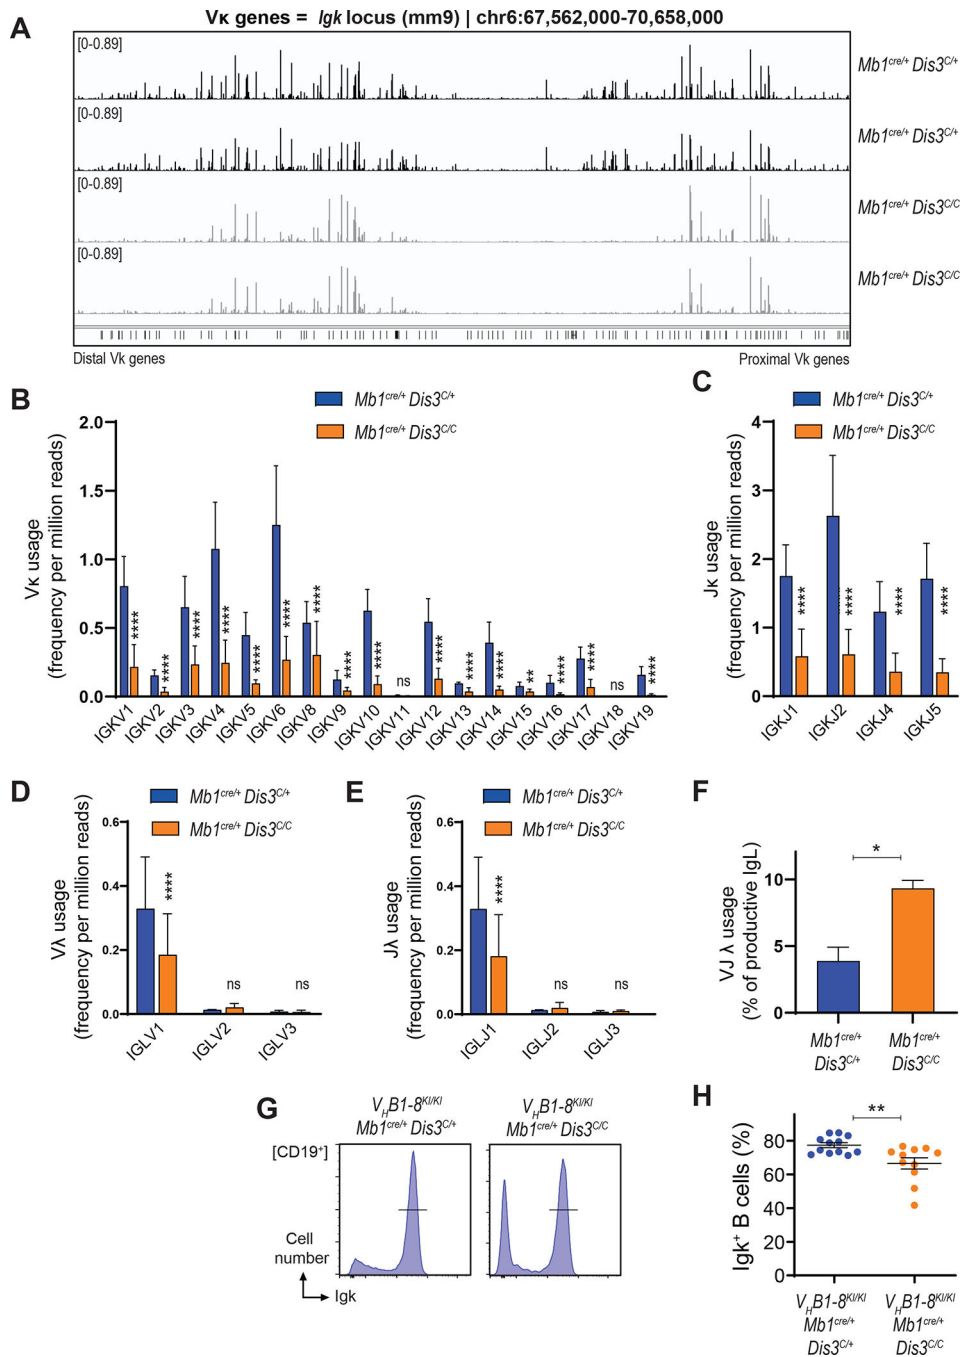 Vκ genes = Igk locus (mm9) | chr6:67,562,000-70,658,000
A
[0-0.89]
Mb1cre/+ Dis3C/+
[0-0.89]
Mb1cre/+ Dis3C/+
[0-0.89]
Mb1cre/+ Dis3C/C
[0-0.89]
Mb1cre/+ Dis3C/C
Distal Vk genes
Proximal Vk genes
B
Mb1cre/+ Dis3C/+
Mb1cre/+ Dis3C/C
Vκ usage
(frequency per million reads)
2.0
1.5
1.0
0.5
0.0
****
****
****
****
****
****
****
****
****
ns
****
****
****
**
****
****
ns
****
IGKV1
IGKV2
IGKV3
IGKV4
IGKV5
IGKV6
IGKV8
IGKV9
IGKV10
IGKV11
IGKV12
IGKV13
IGKV14
IGKV15
IGKV16
IGKV17
IGKV18
IGKV19
C
Mb1cre/+ Dis3C/+
Mb1cre/+ Dis3C/C
Jκ usage
(frequency per million reads)
4
3
2
1
0
****
****
****
****
IGKJ1
IGKJ2
IGKJ4
IGKJ5
D
Mb1cre/+ Dis3C/+
Mb1cre/+ Dis3C/C
Vλ usage
(frequency per million reads)
0.6
0.4
0.2
0.0
****
ns
ns
IGLV1
IGLV2
IGLV3
E
Mb1cre/+ Dis3C/+
Mb1cre/+ Dis3C/C
Jλ usage
(frequency per million reads)
0.6
0.4
0.2
0.0
****
ns
ns
IGLJ1
IGLJ2
IGLJ3
F
VJ λ usage
(% of productive IgL)
10
5
0
*
Mb1cre/+
Dis3C/+
Mb1cre/+
Dis3C/C
G
VHB1-8KI/KI
Mb1cre/+ Dis3C/+
VHB1-8KI/KI
Mb1cre/+ Dis3C/C
[CD19+]
Cell
number
Igk
H
Igk+ B cells (%)
80
60
40
20
0
**
VHB1-8KI/KI
Mb1cre/+
Dis3C/+
VHB1-8KI/KI
Mb1cre/+
Dis3C/C